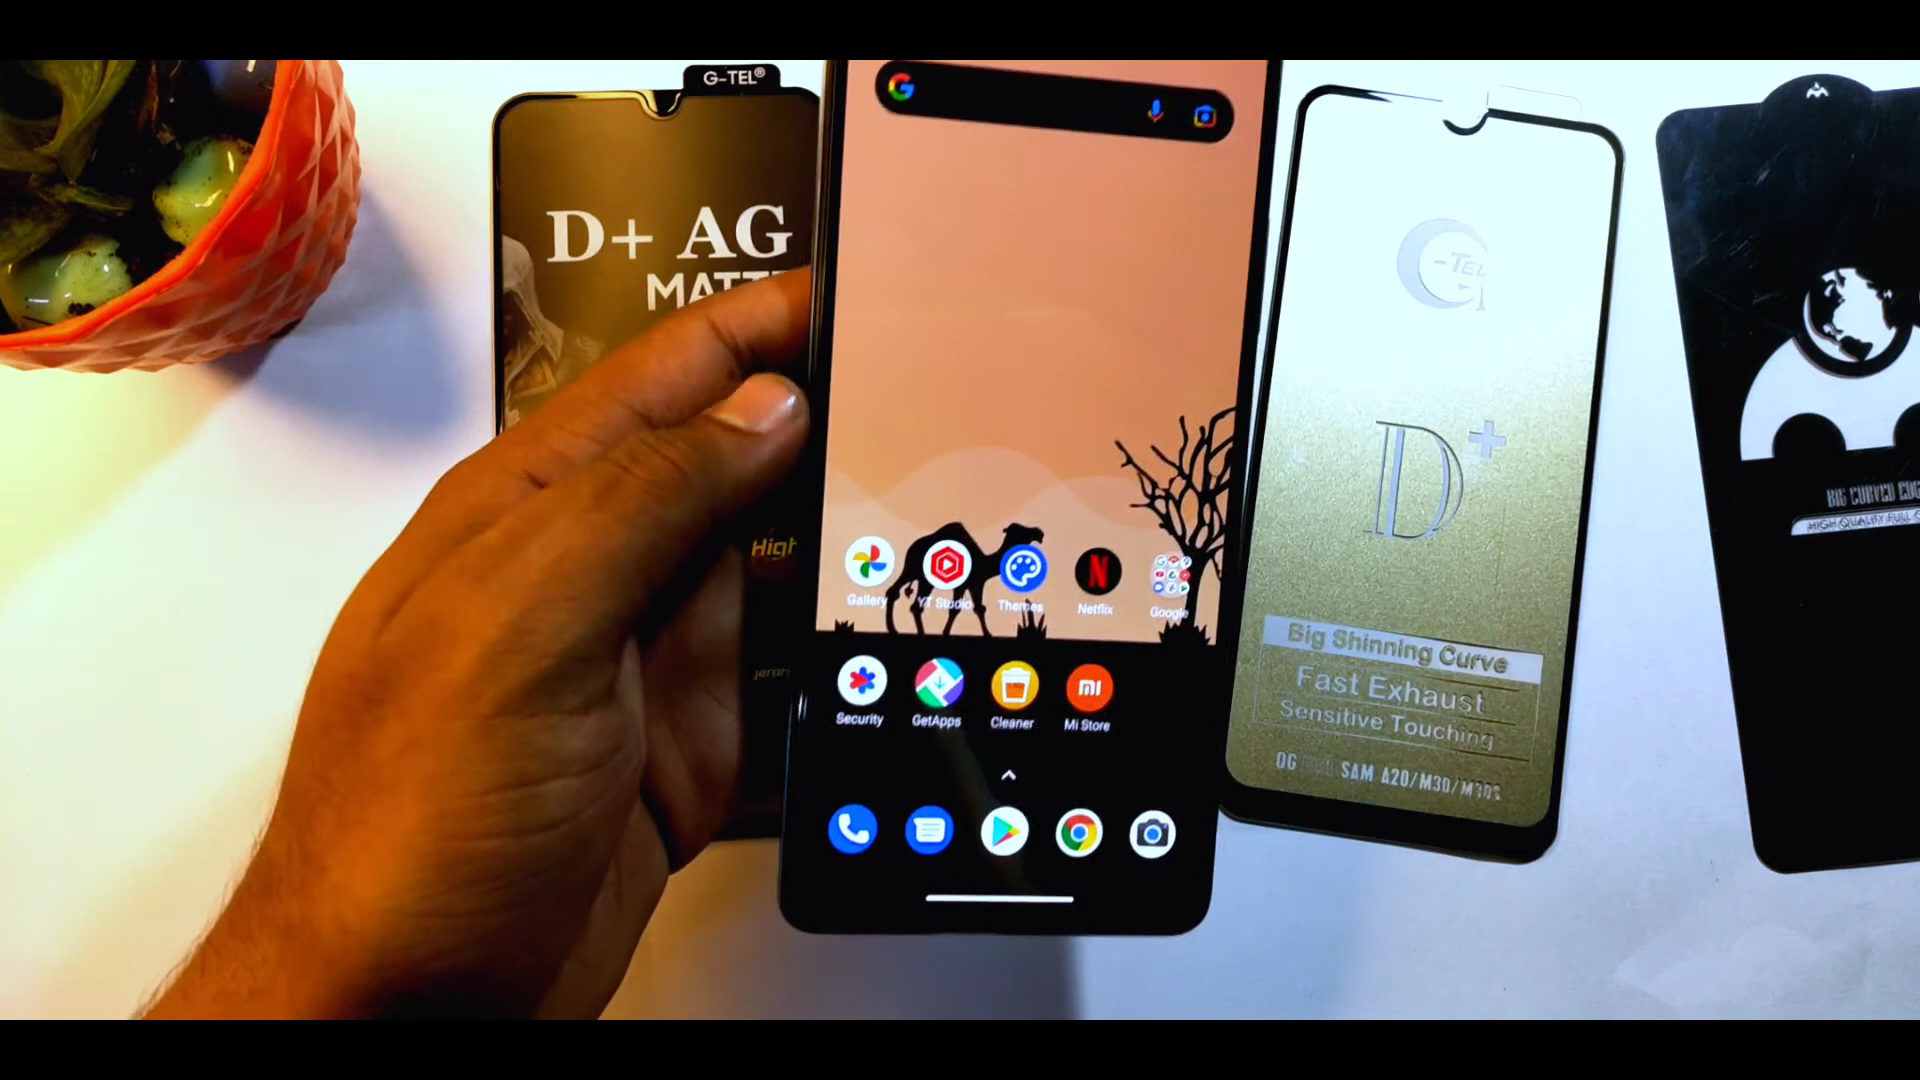 G-TEL®
D+ AG
MATT
High
Gallery
YT Studio
Themes
Netflix
Google
Security
GetApps
Cleaner
Mi Store
-TEL
D+
Big Shinning Curve
Fast Exhaust
Sensitive Touching
OG
SAM A20/M30/M30S
BIG CURVED EDG
HIGH QUALITY FULL G